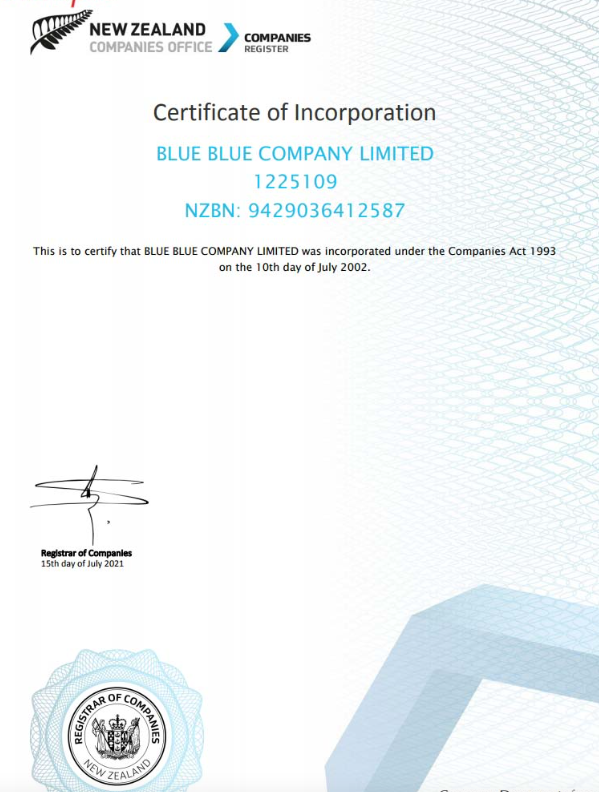 NEW ZEALAND
COMPANIES OFFICE
COMPANIES
REGISTER
Certificate of Incorporation
BLUE BLUE COMPANY LIMITED
1225109
NZBN: 9429036412587
This is to certify that BLUE BLUE COMPANY LIMITED was incorporated under the Companies Act 1993
on the 10th day of July 2002.
Registrar of Companies
15th day of July 2021
REGISTRAR OF COMPANIES
NEW ZEALAND